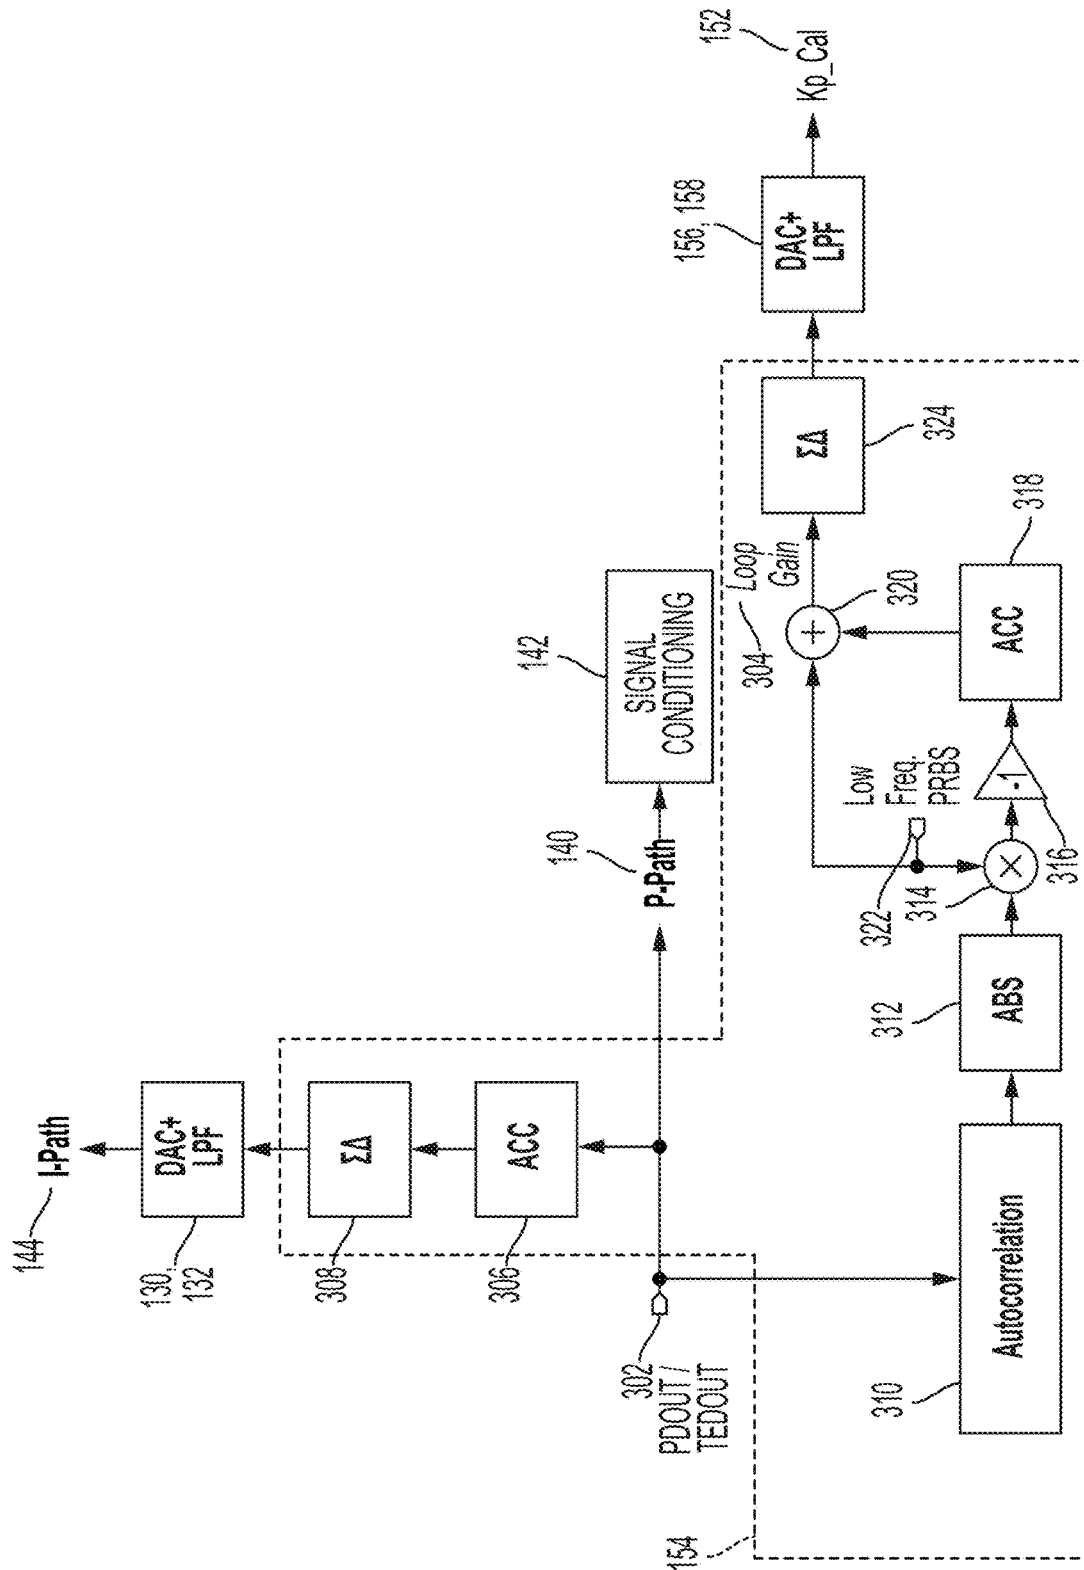 144
I-Path
130,
132
DAC+
LPF
308
ΣΔ
306
ACC
302
PDOUT /
TEDOUT
140
P-Path
142
SIGNAL
CONDITIONING
154
310
Autocorrelation
312
ABS
314
×
322
Low
Freq.
PRBS
316
-1
318
ACC
320
+
304
Loop
Gain
324
ΣΔ
156, 158
DAC+
LPF
152
Kp_Cal